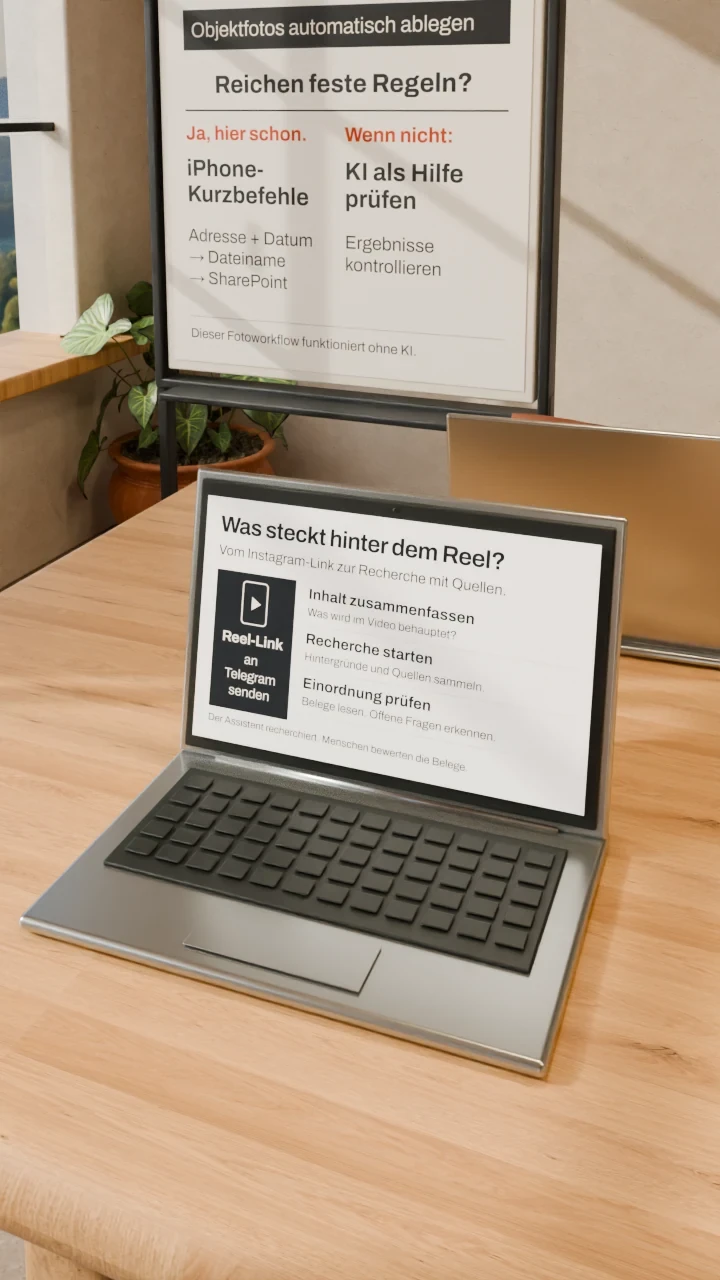 Objektfotos automatisch ablegen
Reichen feste Regeln?
Ja, hier schon.
iPhone-
Kurzbefehle
Adresse + Datum
→ Dateiname
→ SharePoint
Wenn nicht:
KI als Hilfe
prüfen
Ergebnisse
kontrollieren
Dieser Fotoworkflow funktioniert ohne KI.
Was steckt hinter dem Reel?
Vom Instagram-Link zur Recherche mit Quellen.
Reel-Link
an
Telegram
senden
Inhalt zusammenfassen
Was wird im Video behauptet?
Recherche starten
Hintergründe und Quellen sammeln.
Einordnung prüfen
Belege lesen. Offene Fragen erkennen.
Der Assistent recherchiert. Menschen bewerten die Belege.